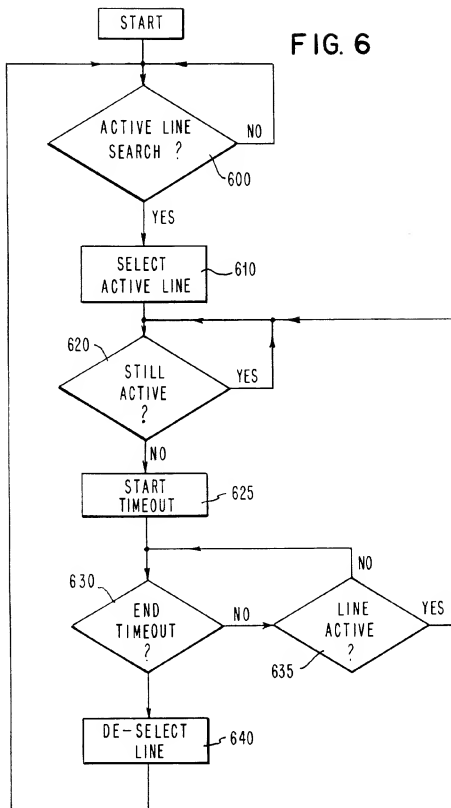 START
FIG. 6
ACTIVE LINE
SEARCH ?
NO
600
YES
SELECT
ACTIVE LINE
610
620
STILL
ACTIVE
?
YES
NO
START
TIMEOUT
625
NO
630
END
TIMEOUT
?
NO
LINE
ACTIVE
?
YES
635
DE-SELECT
LINE
640